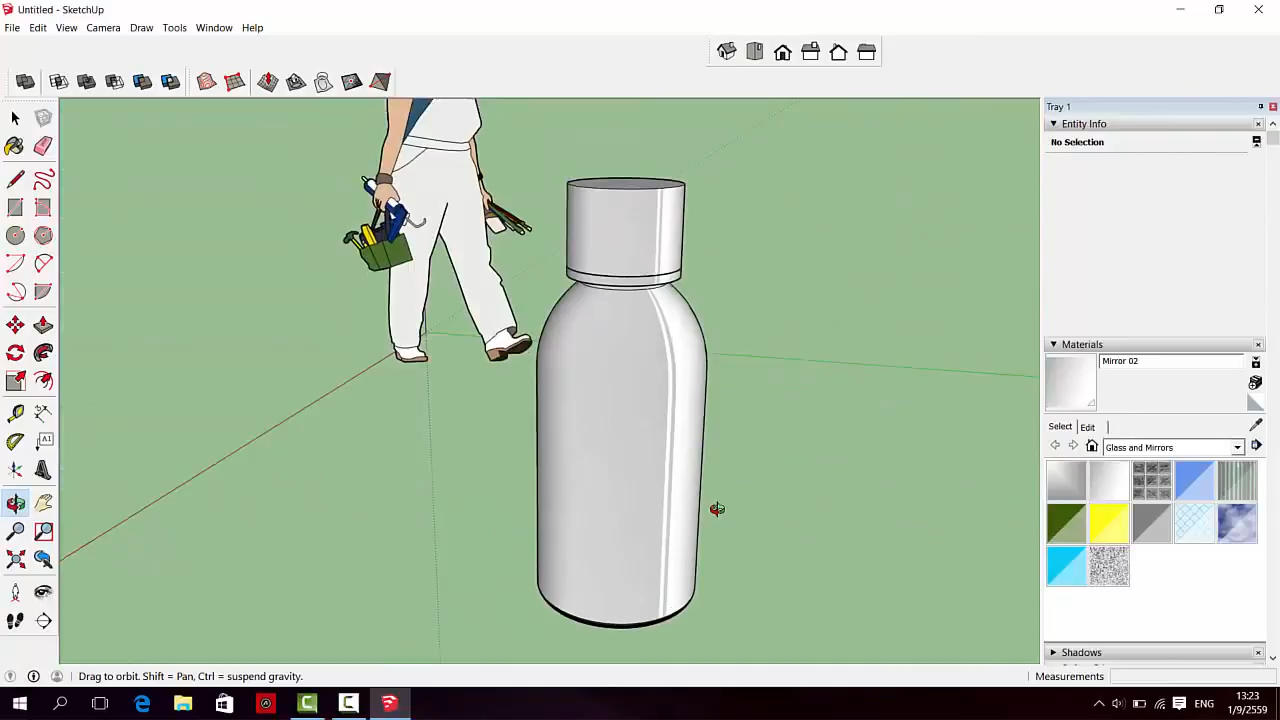 Untitled - SketchUp
File Edit View Camera Draw Tools Window Help
Tray 1
Entity Info
No Selection
A1
Materials
Mirror 02
Select Edit
Glass and Mirrors
Shadows
Drag to orbit. Shift = Pan, Ctrl = suspend gravity.
Measurements
ENG
13:23
1/9/2559